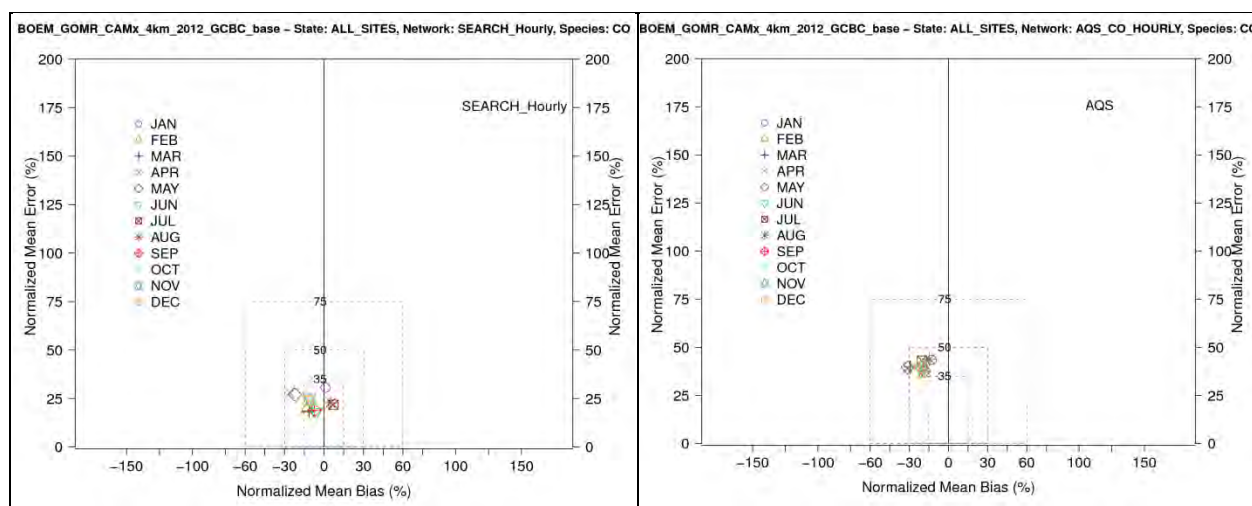 BOEM_GOMR_CAMx_4km_2012_GCBC_base − State: ALL_SITES, Network: SEARCH_Hourly, Species: CO
200
175
150
125
100
75
50
25
0
Normalized Mean Error (%)
SEARCH_Hourly
JAN
FEB
MAR
APR
MAY
JUN
JUL
AUG
SEP
OCT
NOV
DEC
75
50
35
200
175
150
125
100
75
50
25
0
Normalized Mean Error (%)
−150 −100 −60 −30 0 30 60 100 150
Normalized Mean Bias (%)
BOEM_GOMR_CAMx_4km_2012_GCBC_base − State: ALL_SITES, Network: AQS_CO_HOURLY, Species: CO
200
175
150
125
100
75
50
25
0
Normalized Mean Error (%)
AQS
JAN
FEB
MAR
APR
MAY
JUN
JUL
AUG
SEP
OCT
NOV
DEC
75
50
35
200
175
150
125
100
75
50
25
0
Normalized Mean Error (%)
−150 −100 −60 −30 0 30 60 100 150
Normalized Mean Bias (%)